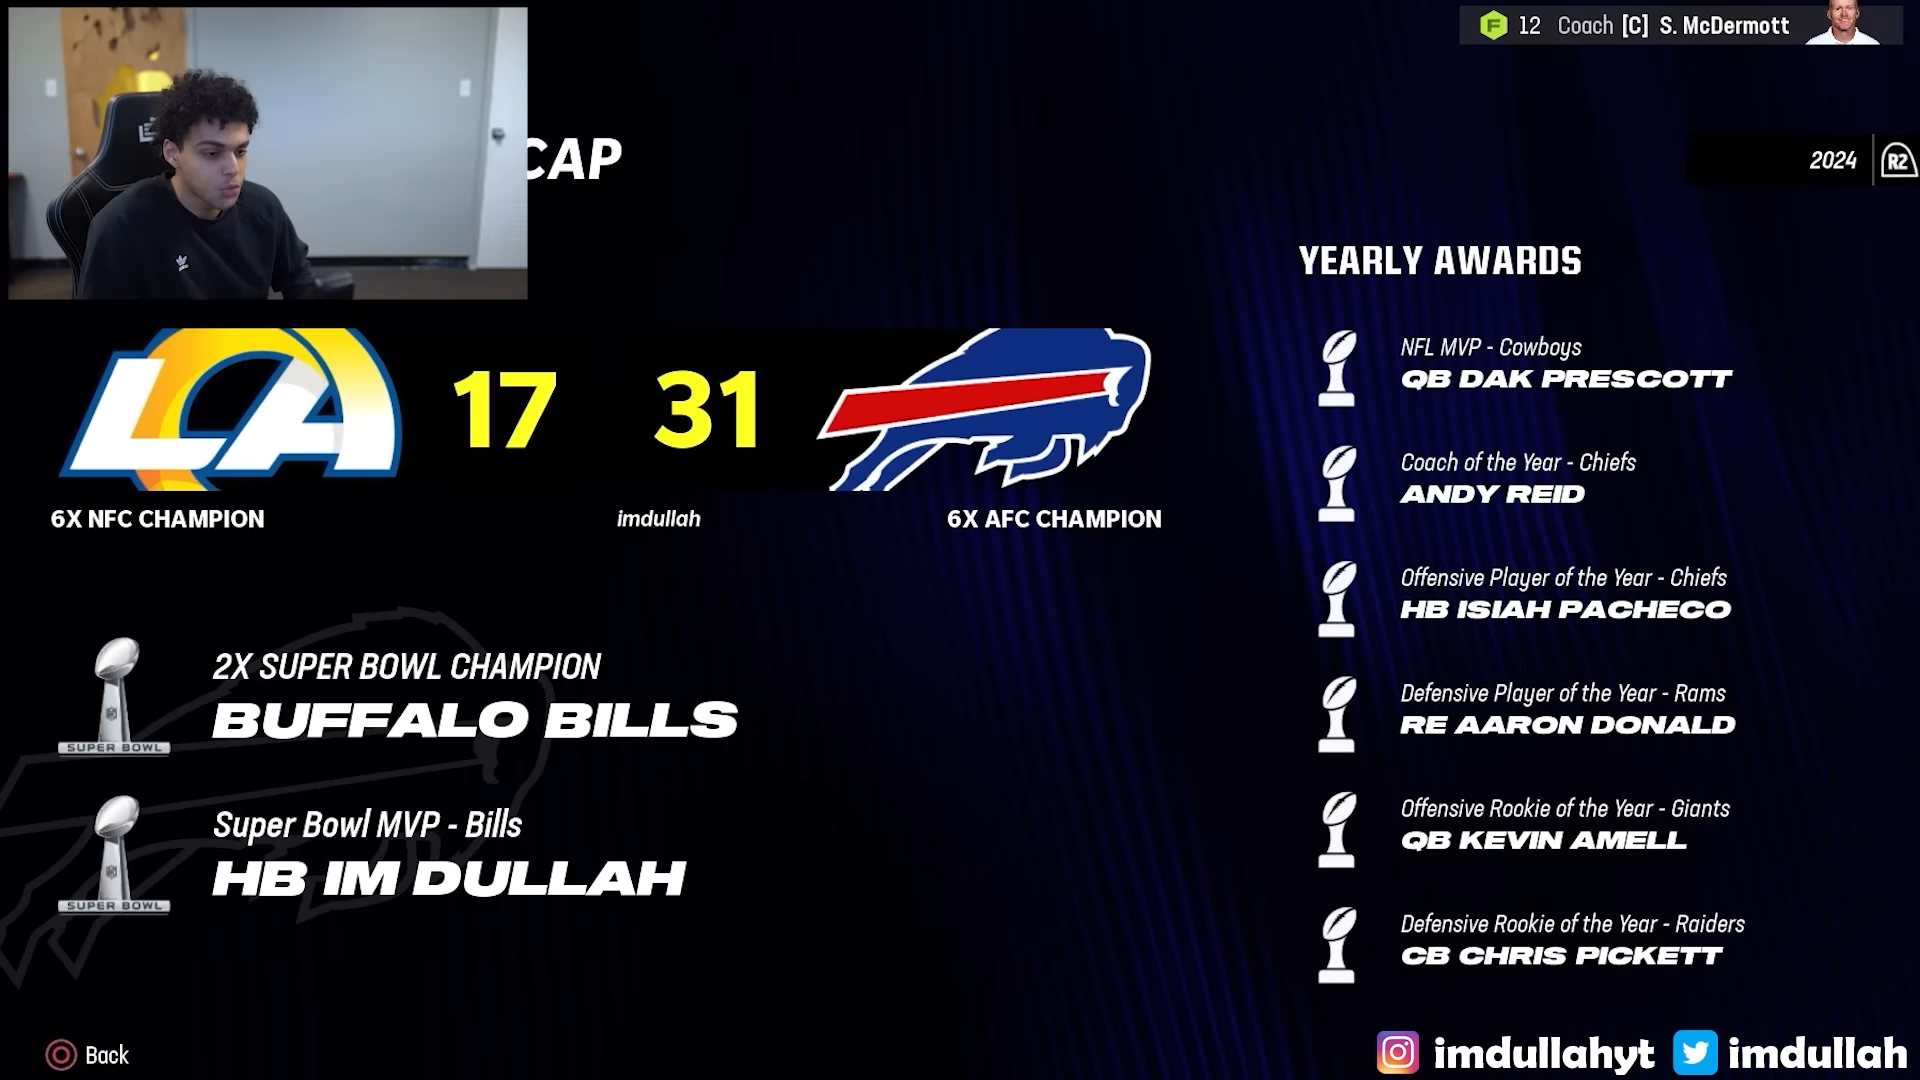 12 Coach [C] S. McDermott
CAP
2024 R2
YEARLY AWARDS
LA
17 31
6X NFC CHAMPION
imdullah
6X AFC CHAMPION
2X SUPER BOWL CHAMPION
BUFFALO BILLS
SUPER BOWL
Super Bowl MVP - Bills
HB IM DULLAH
SUPER BOWL
NFL MVP - Cowboys
QB DAK PRESCOTT
Coach of the Year - Chiefs
ANDY REID
Offensive Player of the Year - Chiefs
HB ISIAH PACHECO
Defensive Player of the Year - Rams
RE AARON DONALD
Offensive Rookie of the Year - Giants
QB KEVIN AMELL
Defensive Rookie of the Year - Raiders
CB CHRIS PICKETT
Back
imdullahyt imdullah